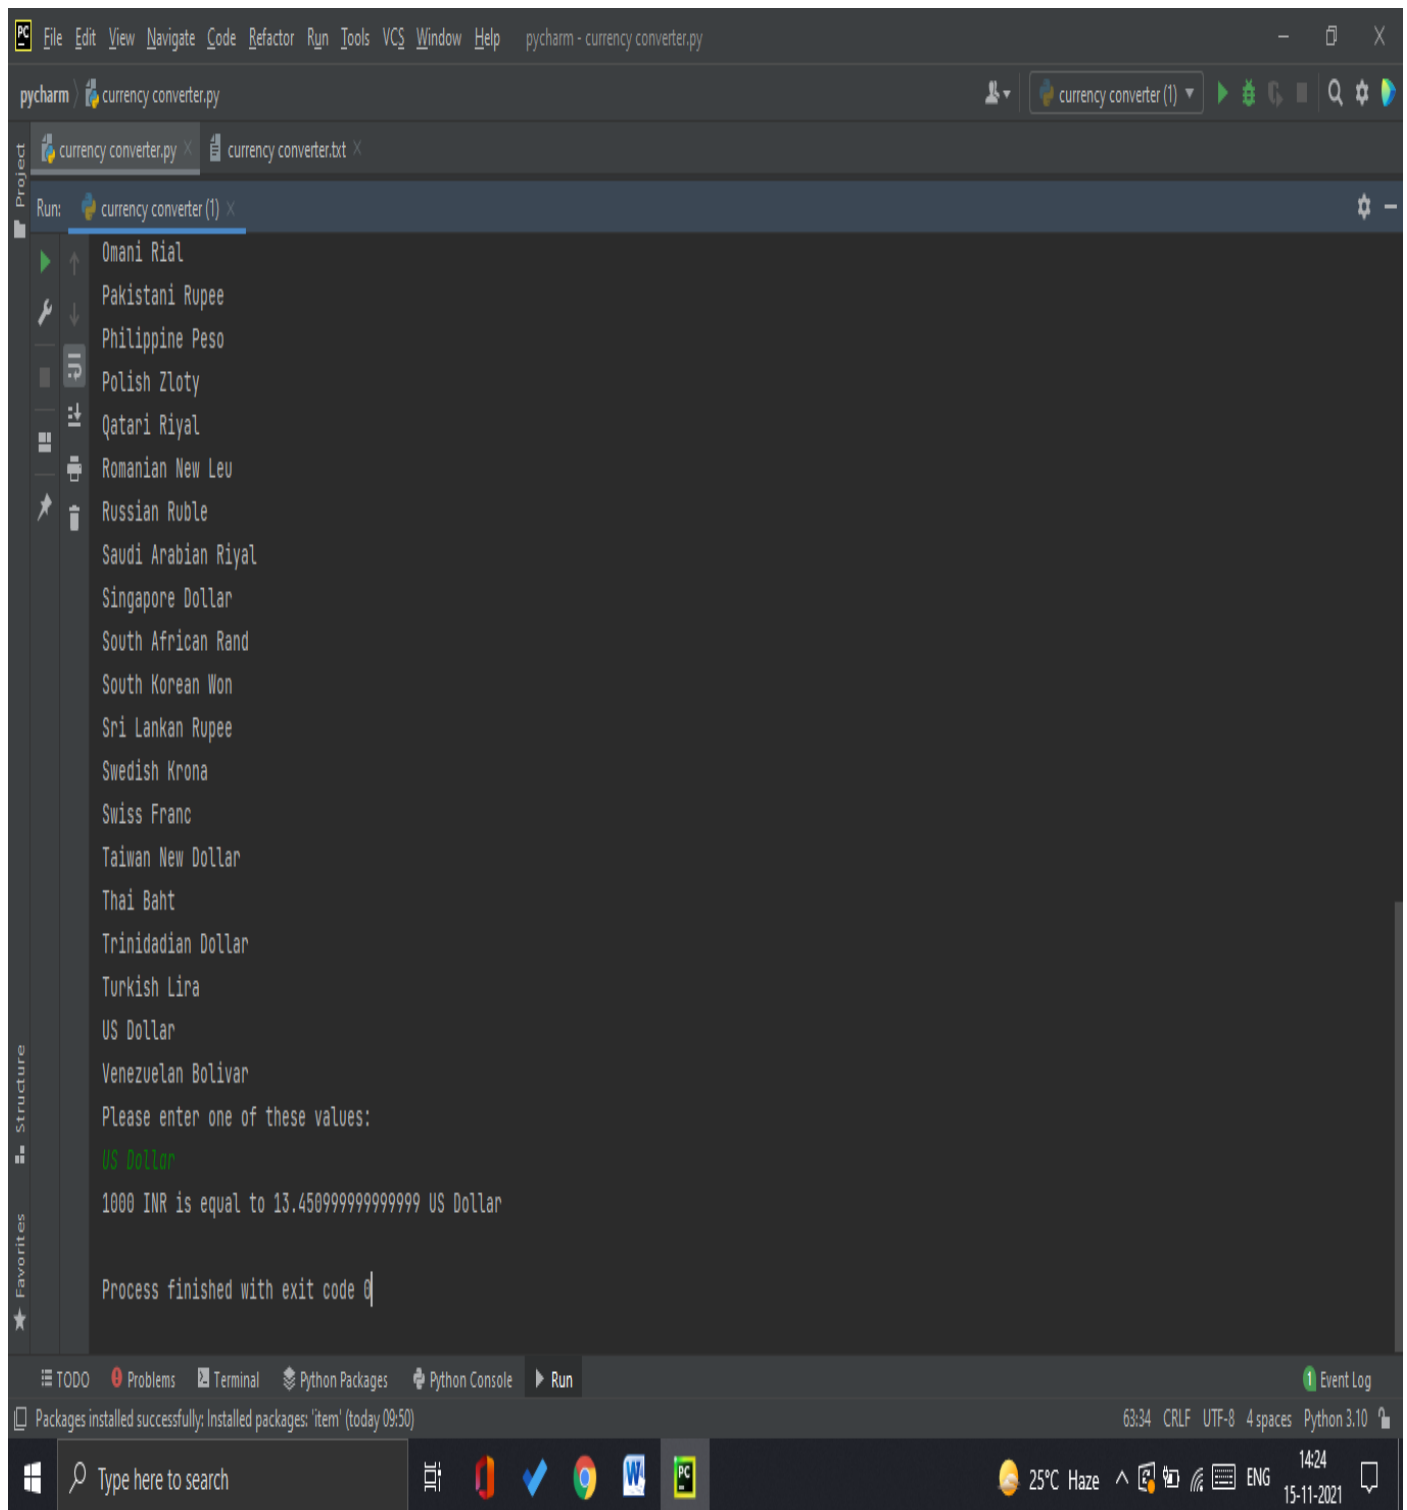 PC File Edit View Navigate Code Refactor Run Tools VCS Window Help pycharm - currency converter.py
pycharm currency converter.py currency converter (1)
currency converter.py currency converter.txt
Project
Run: currency converter (1)
Omani Rial
Pakistani Rupee
Philippine Peso
Polish Zloty
Qatari Riyal
Romanian New Leu
Russian Ruble
Saudi Arabian Riyal
Singapore Dollar
South African Rand
South Korean Won
Sri Lankan Rupee
Swedish Krona
Swiss Franc
Taiwan New Dollar
Thai Baht
Trinidadian Dollar
Turkish Lira
US Dollar
Venezuelan Bolivar
Please enter one of these values:
US Dollar
1000 INR is equal to 13.450999999999999 US Dollar
Process finished with exit code 0
Structure
Favorites
TODO Problems Terminal Python Packages Python Console Run 1 Event Log
Packages installed successfully: Installed packages: 'item' (today 09:50) 63:34 CRLF UTF-8 4 spaces Python 3.10
Type here to search W PC 25°C Haze ENG 14:24
15-11-2021